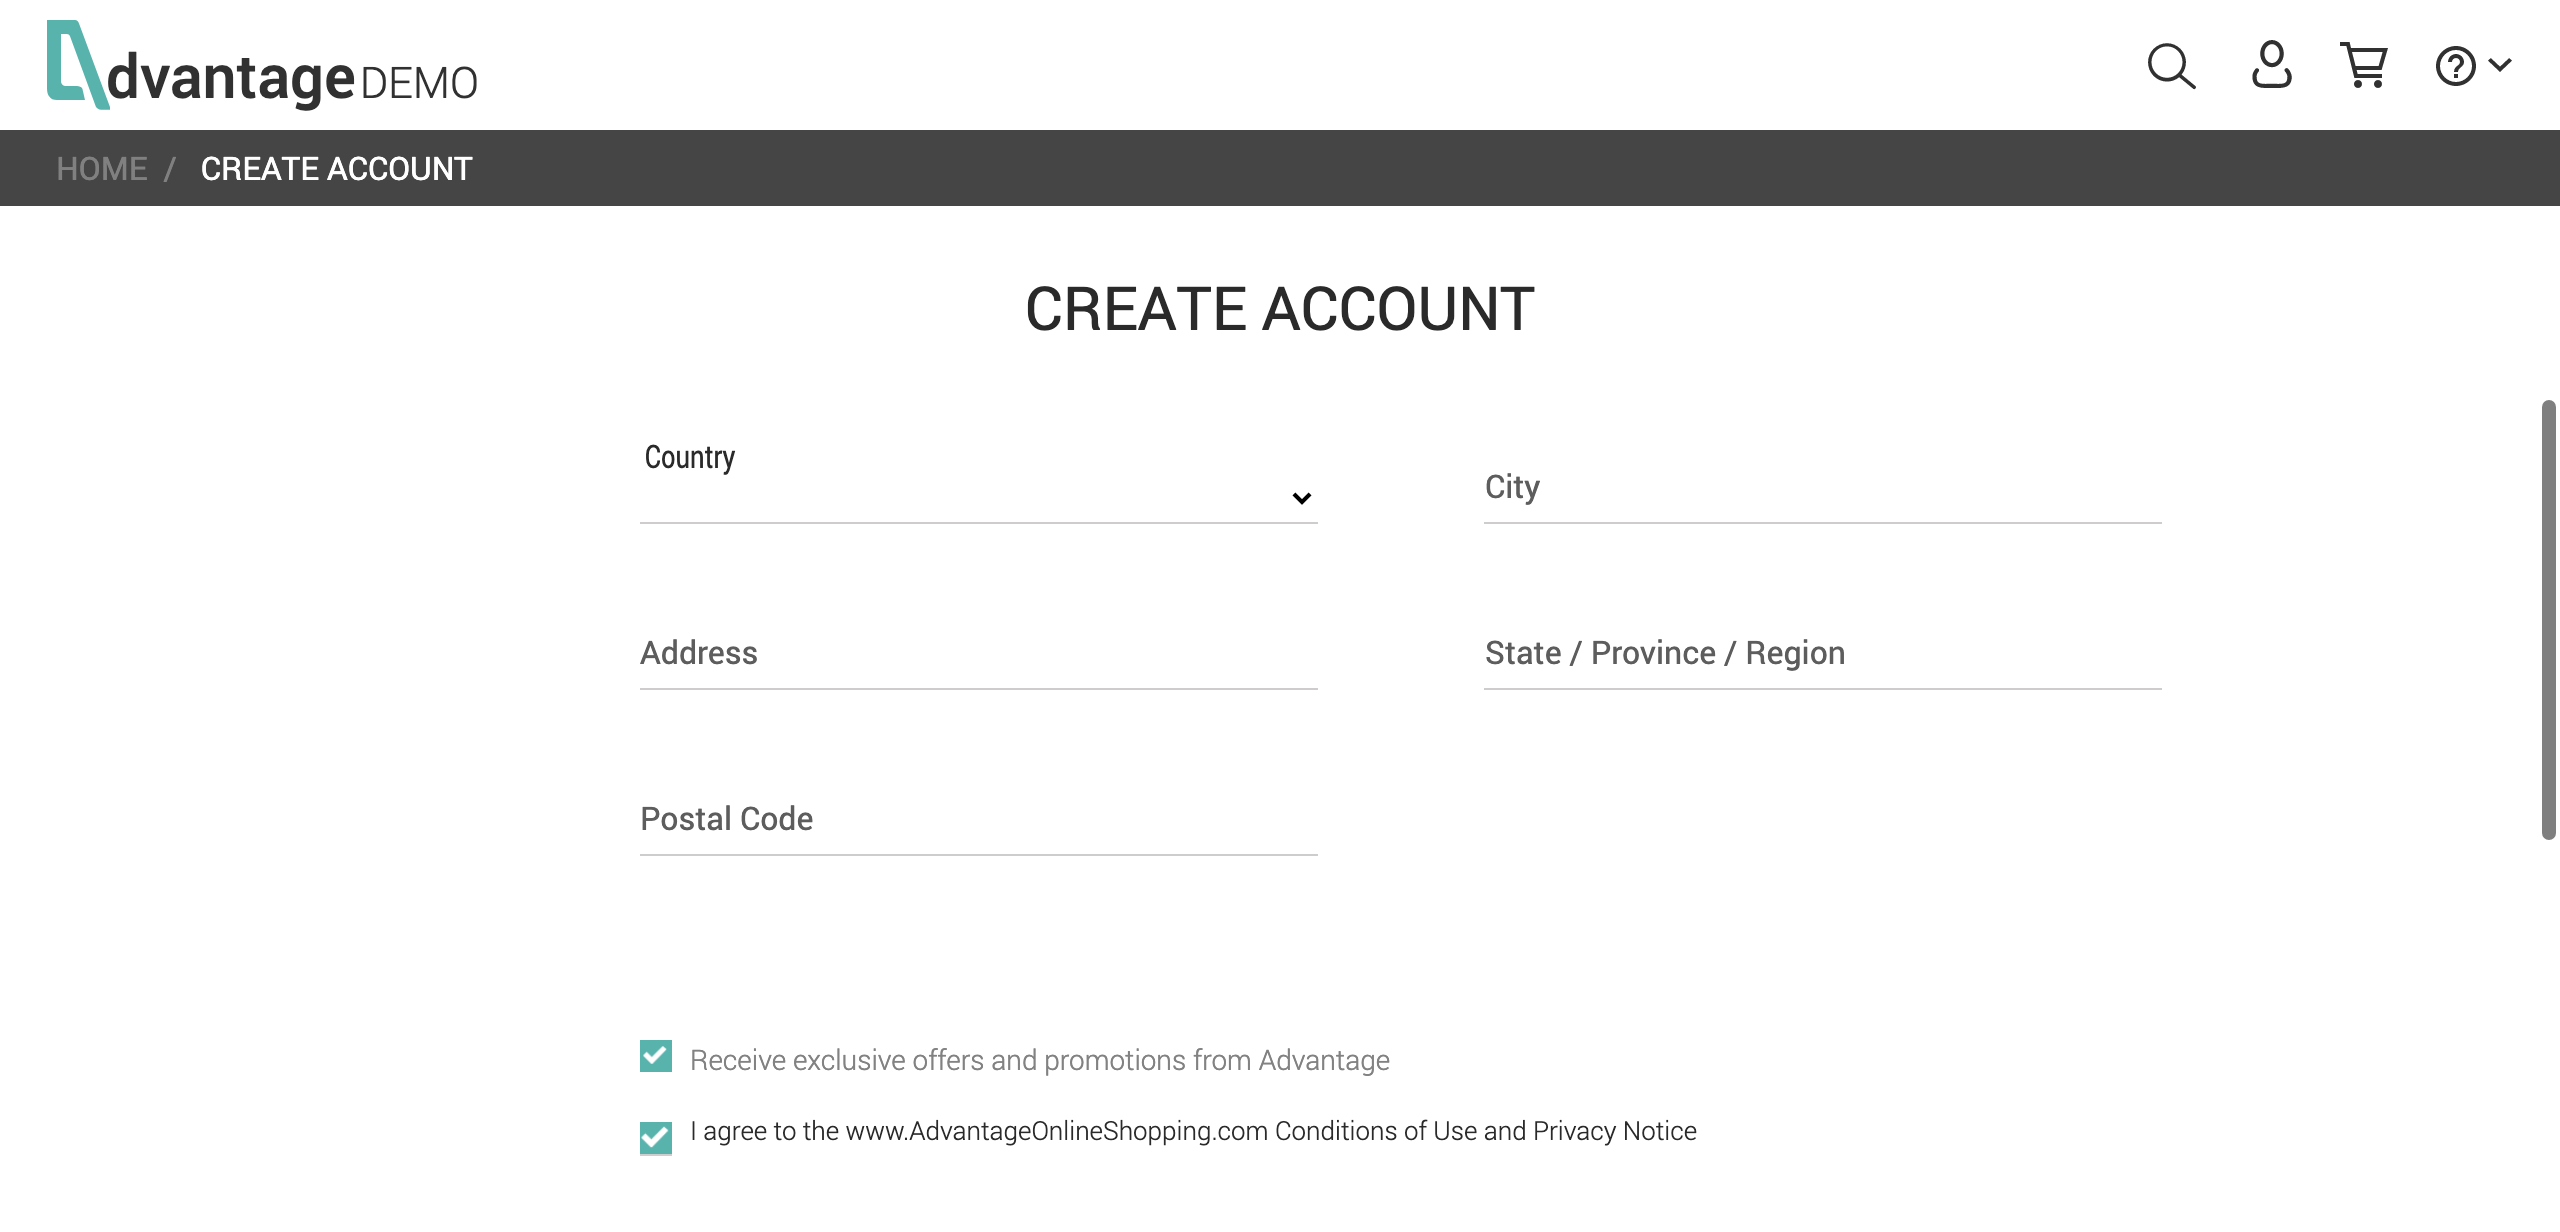 dvantage DEMO
HOME / CREATE ACCOUNT
CREATE ACCOUNT
Country
City
Address
State / Province / Region
Postal Code
Receive exclusive offers and promotions from Advantage
I agree to the www.AdvantageOnlineShopping.com Conditions of Use and Privacy Notice